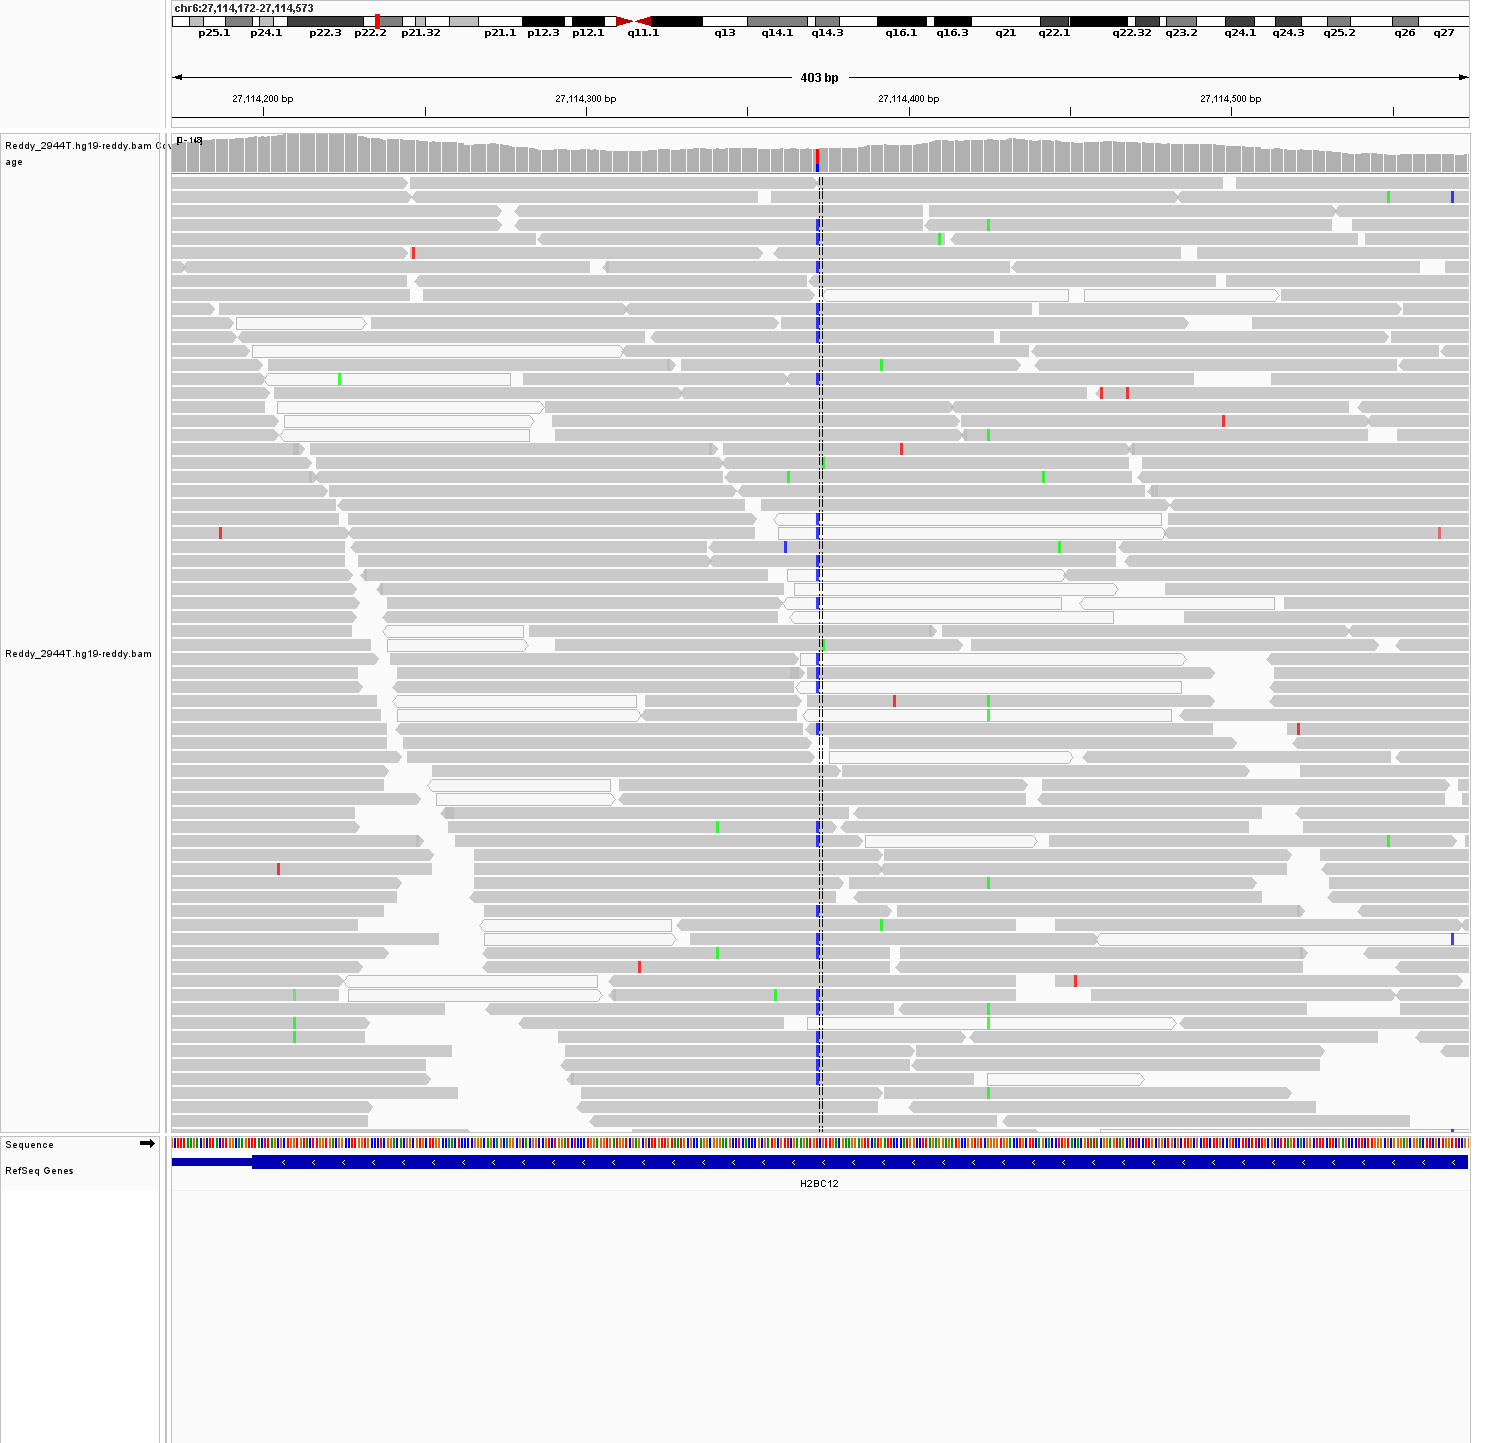 chr6:27,114,172-27,114,573
p25.1 p24.1 p22.3 p22.2 p21.32 p21.1 p12.3 p12.1 q11.1 q13 q14.1 q14.3 q16.1 q16.3 q21 q22.1 q22.32 q23.2 q24.1 q24.3 q25.2 q26 q27
403 bp
27,114,200 bp 27,114,300 bp 27,114,400 bp 27,114,500 bp
Reddy_2944T.hg19-reddy.bam
age
Reddy_2944T.hg19-reddy.bam
Sequence
RefSeq Genes
H2BC12